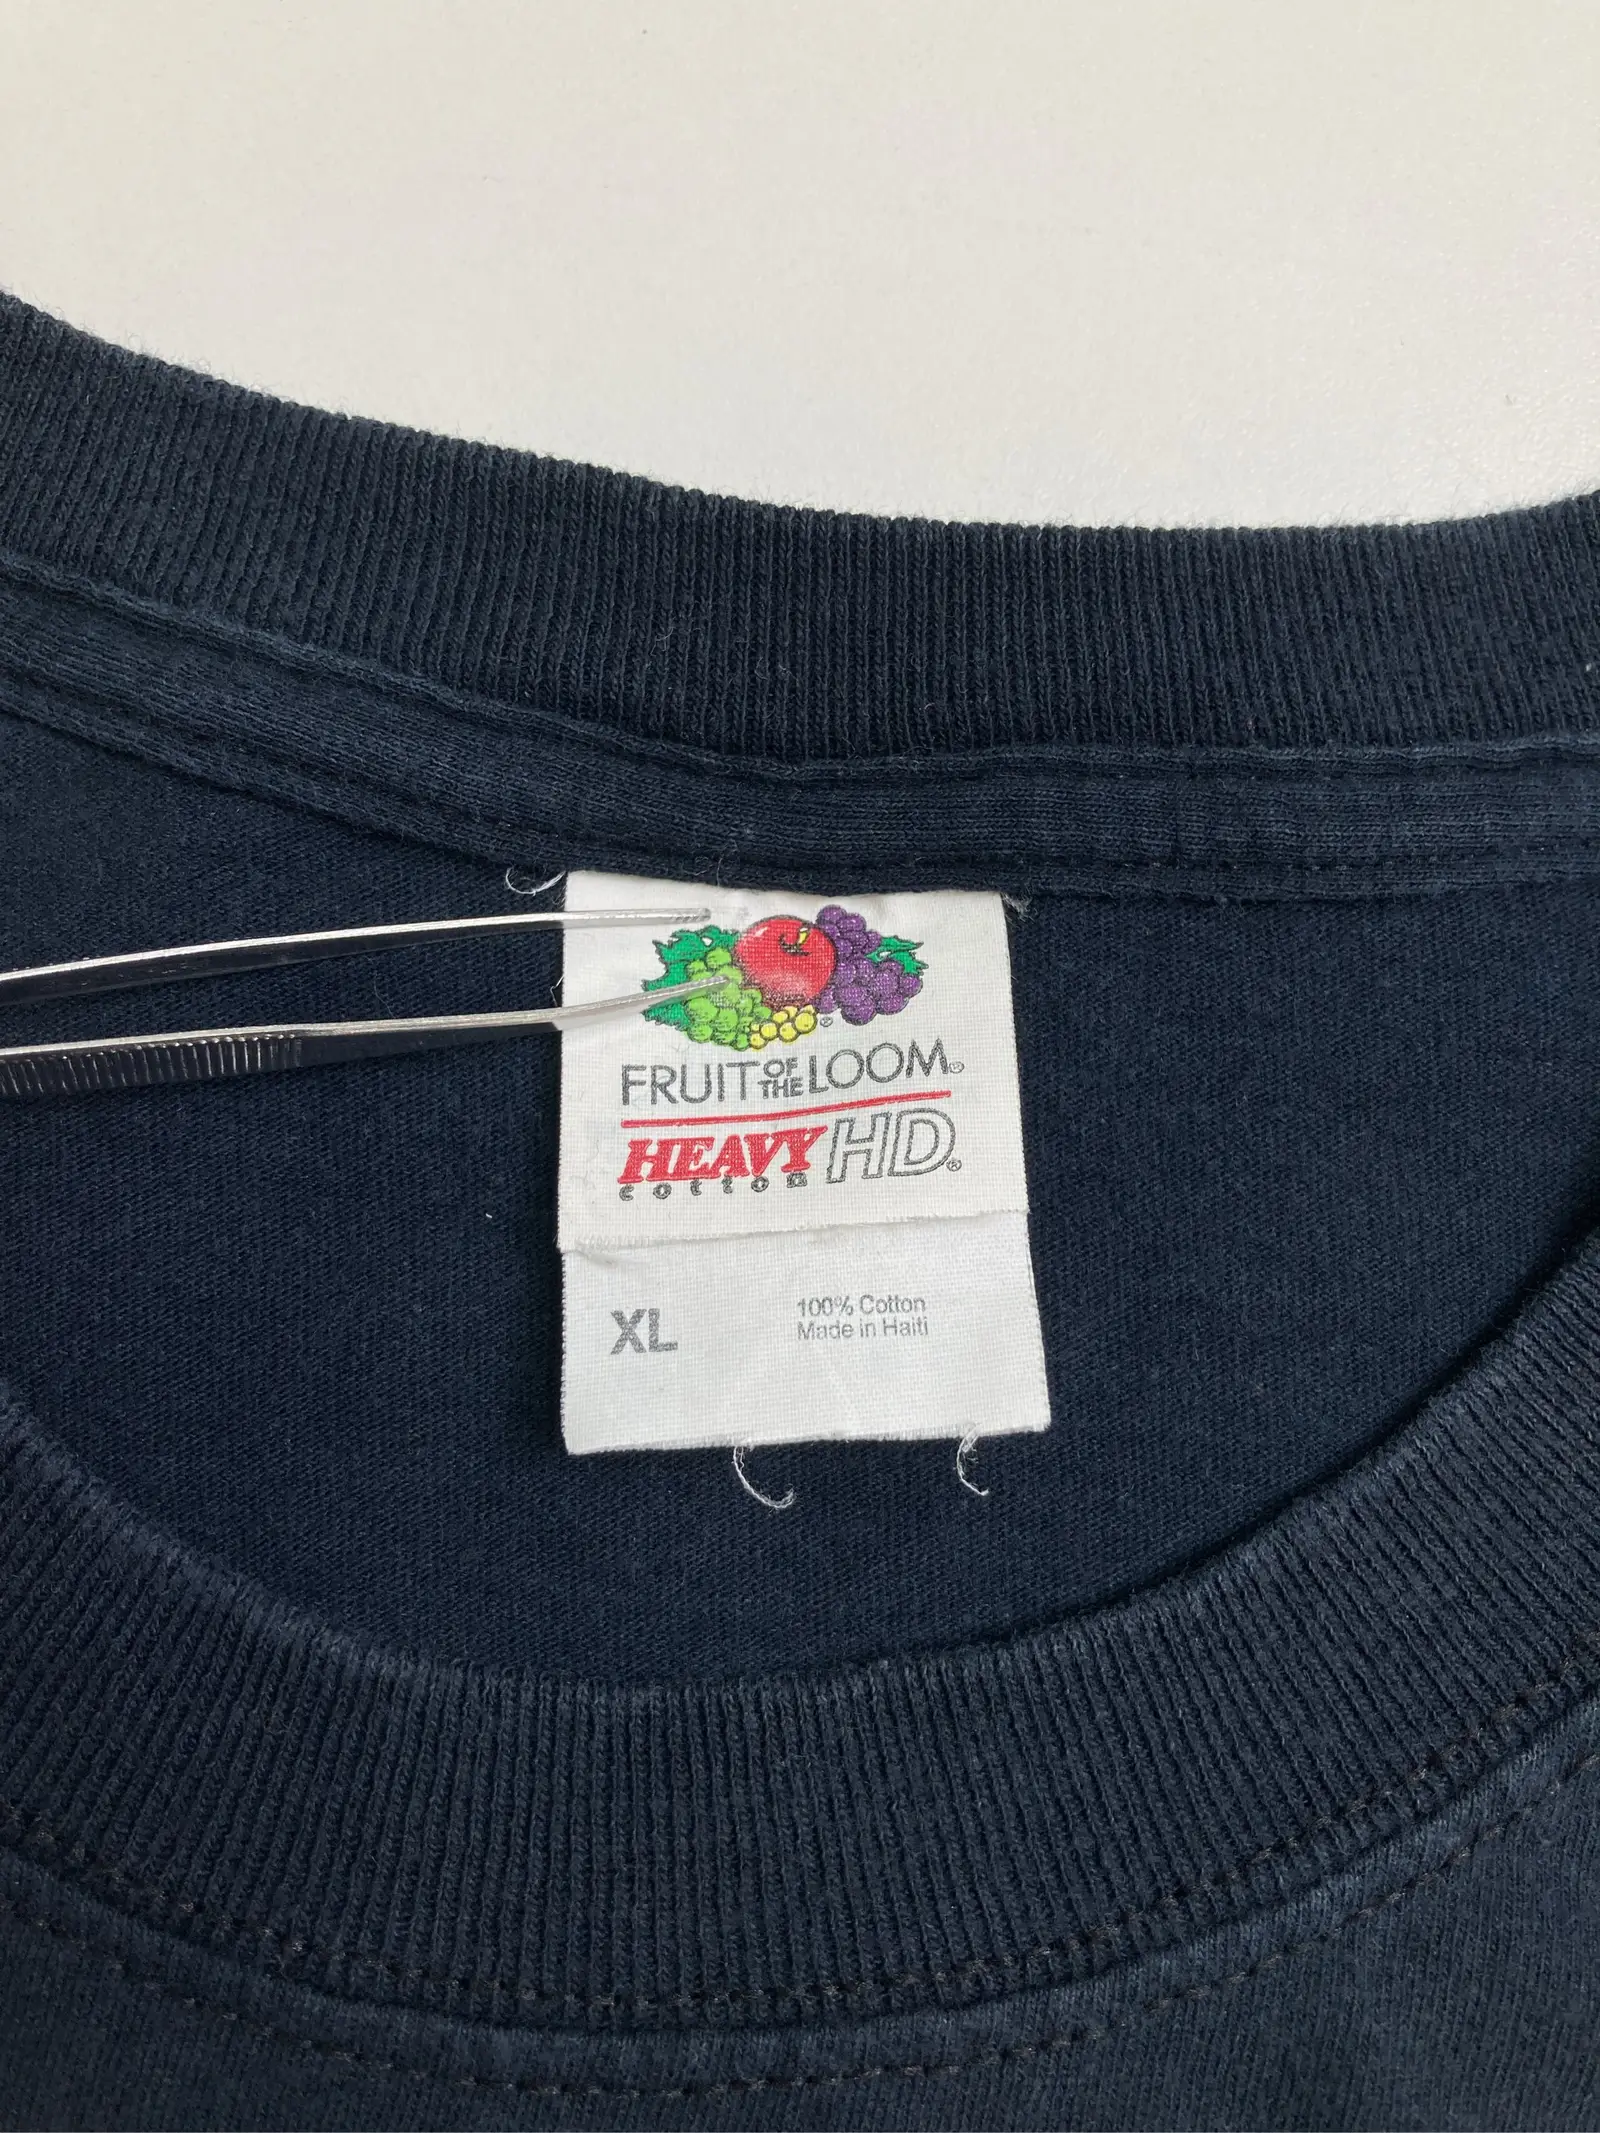 FRUIT OF THE LOOM®
HEAVY cotton HD®
XL
100% Cotton
Made in Haiti